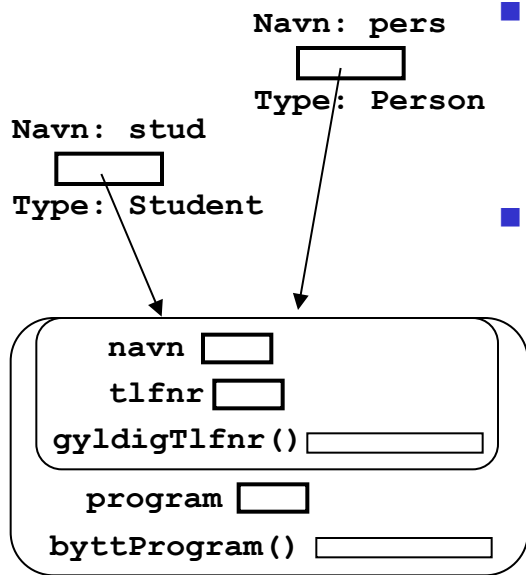 Navn: pers
Type: Person
Navn: stud
Type: Student
navn
tlfnr
gyldigTlfnr()
program
byttProgram()